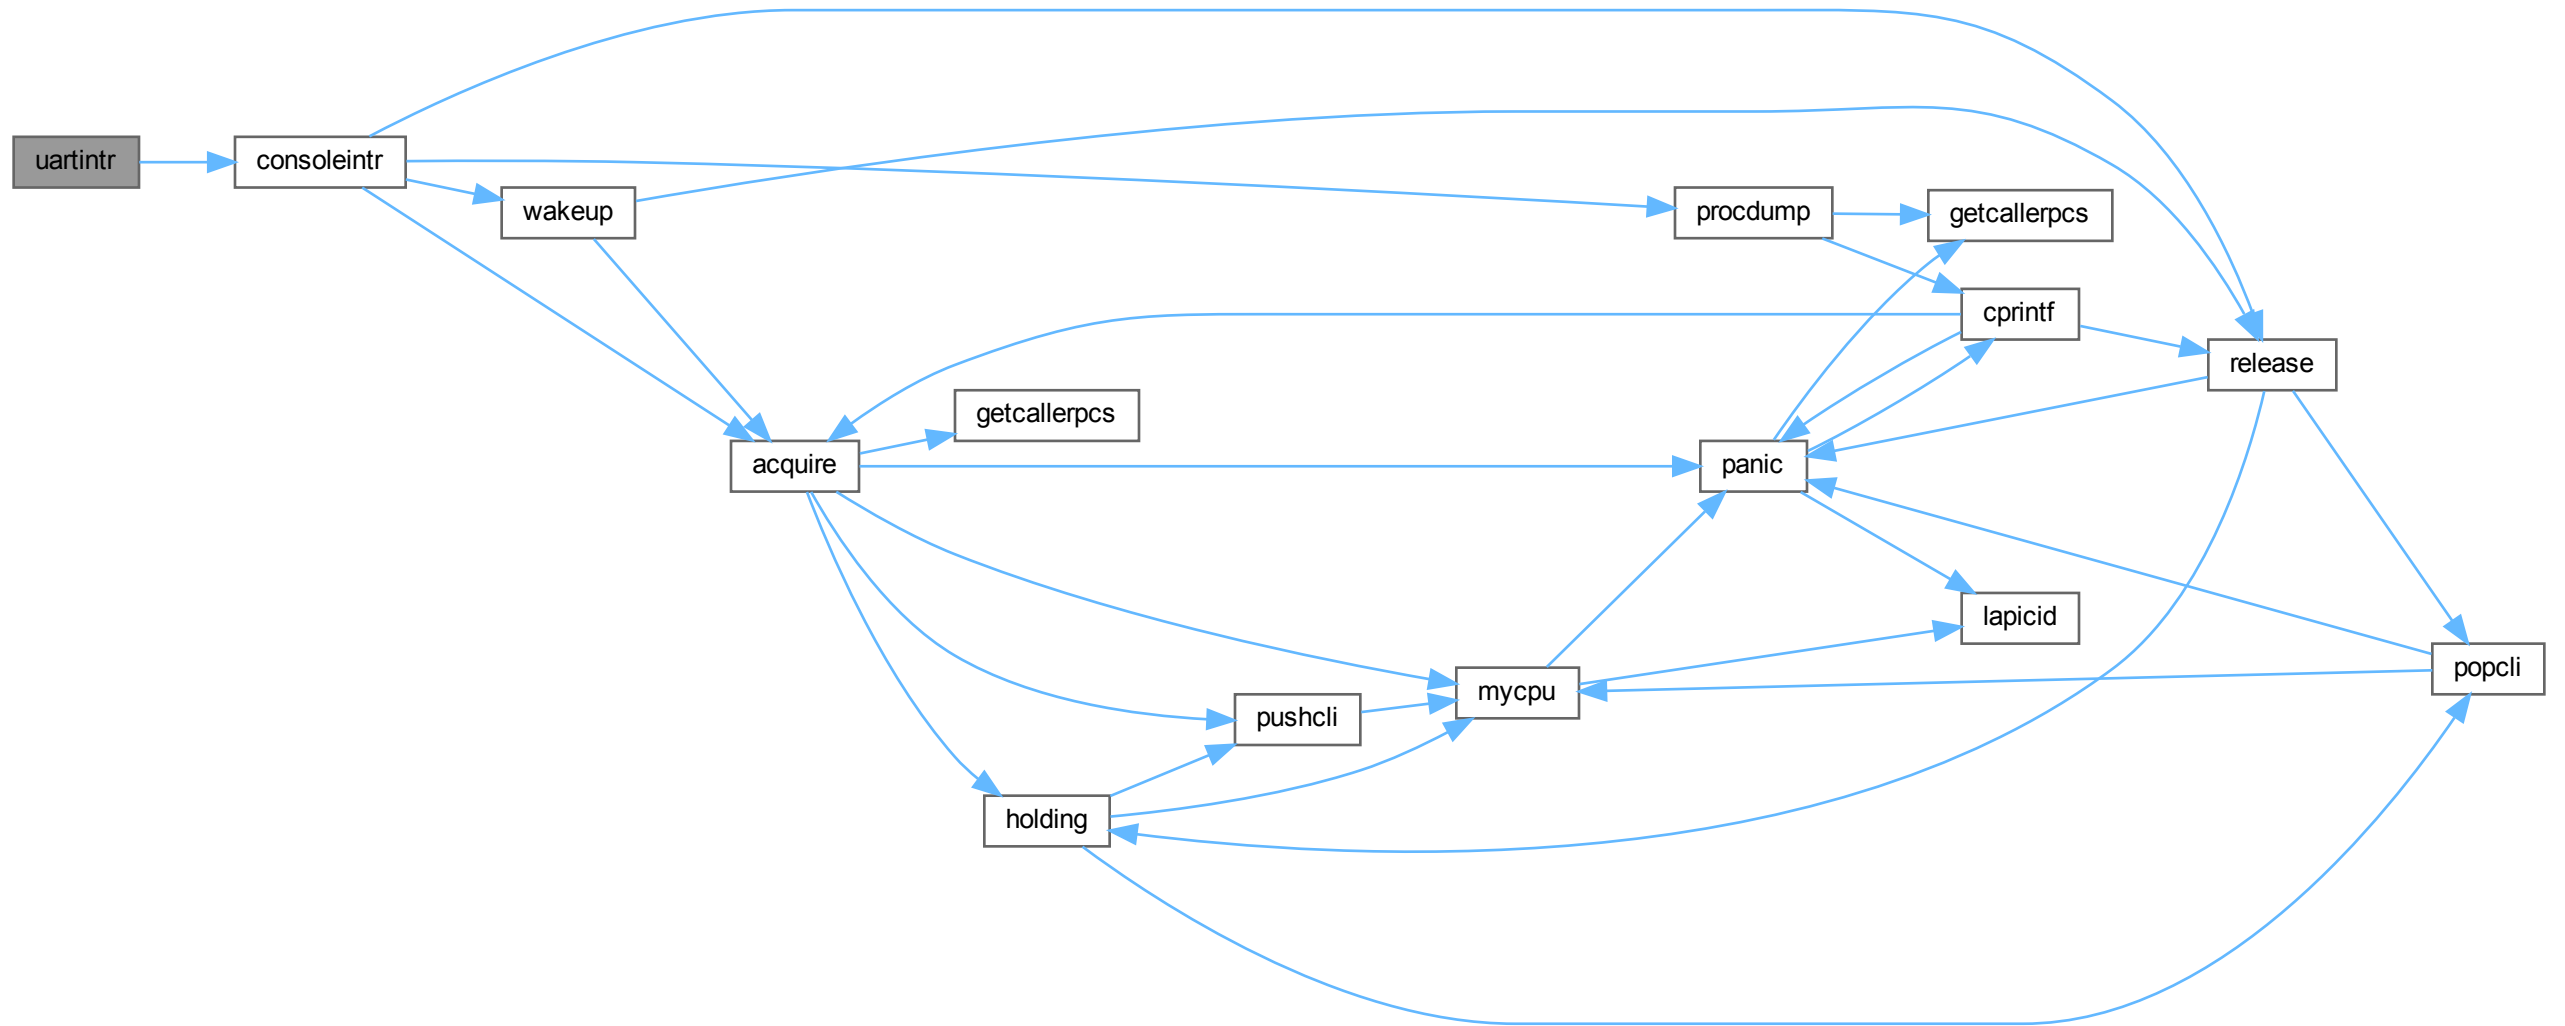 uartintr
consoleintr
wakeup
procdump
getcallerpcs
cprintf
release
getcallerpcs
acquire
panic
lapicid
popcli
mycpu
pushcli
holding